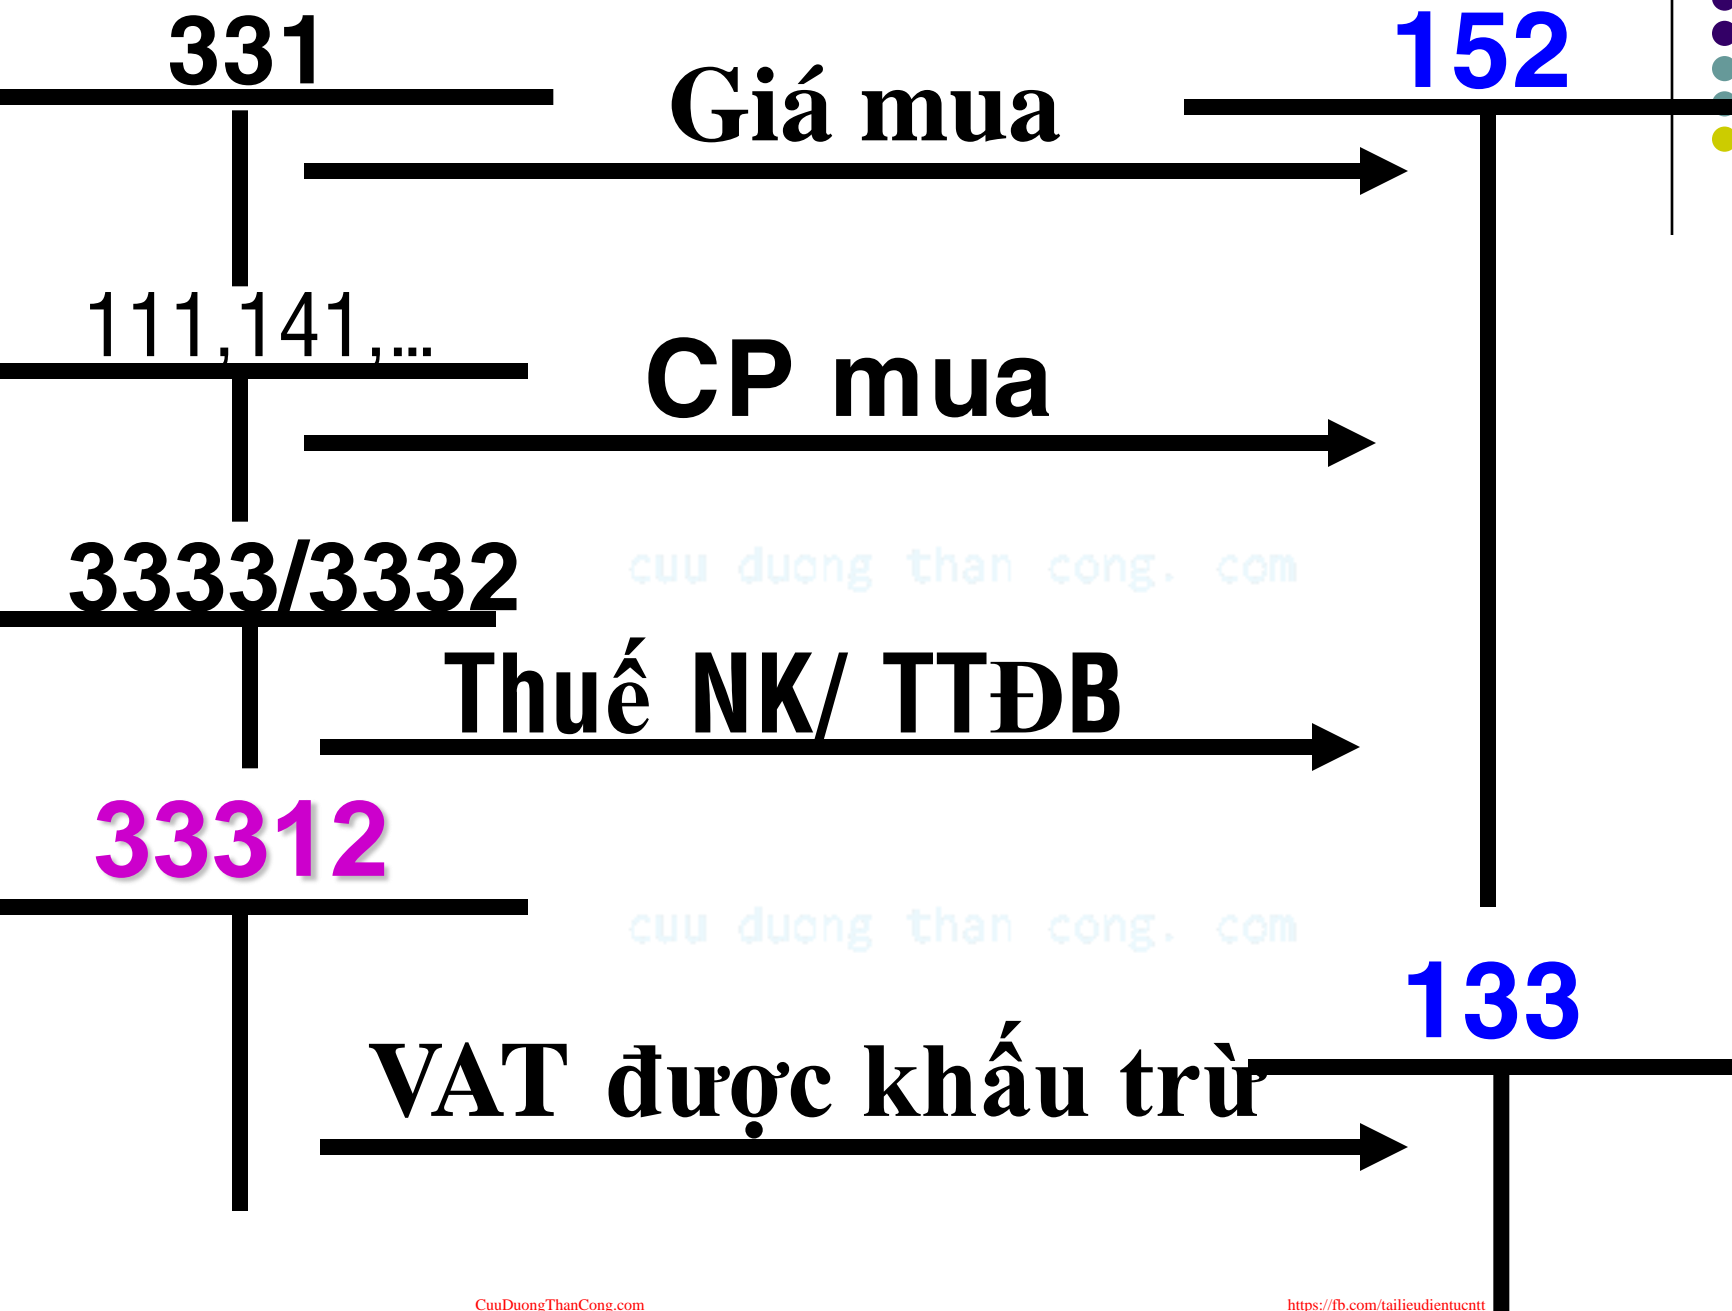 331
152
Giá mua
111,141,...
CP mua
3333/3332
cuu duong than cong. com
Thuế NK/ TTĐB
33312
cuu duong than cong. com
133
VAT được khấu trừ
CuuDuongThanCong.com
https://fb.com/tailieudientucntt